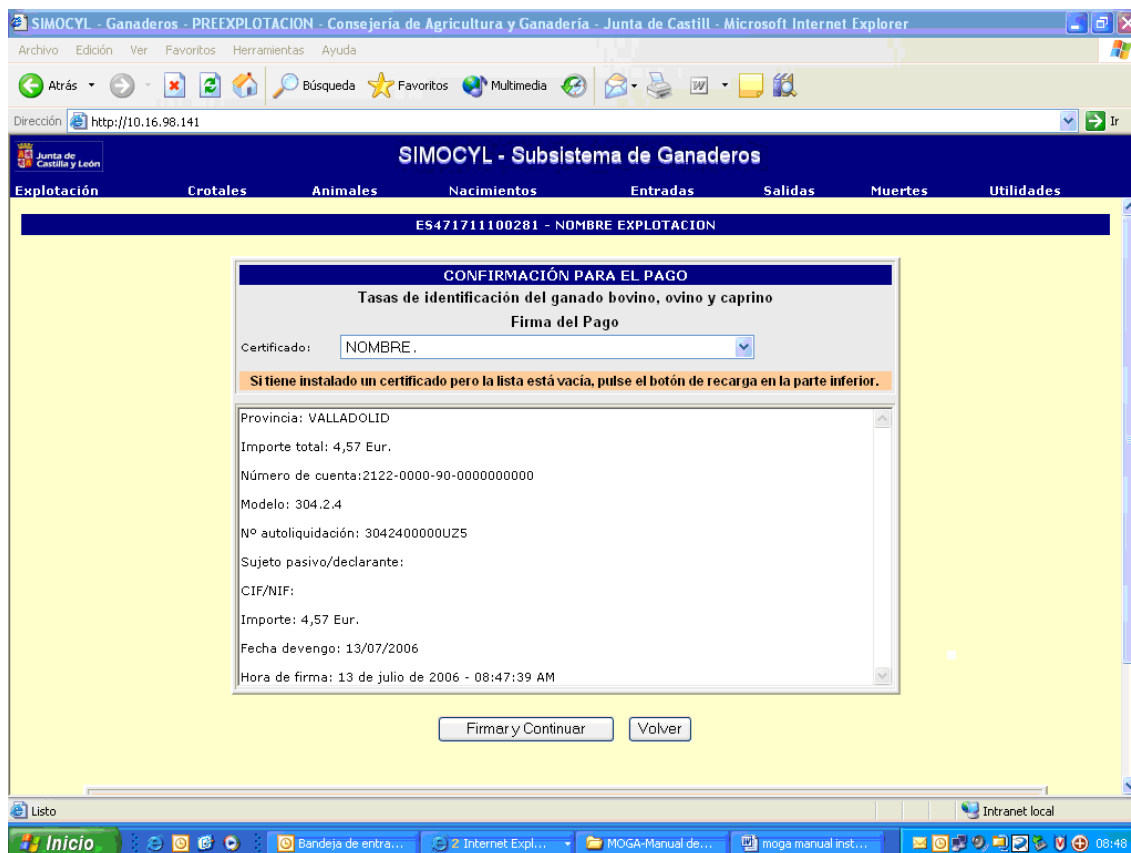 SIMOCYL - Ganaderos - PREEXPLOTACION - Consejería de Agricultura y Ganadería - Junta de Castill - Microsoft Internet Explorer
Archivo Edición Ver Favoritos Herramientas Ayuda
Atrás Búsqueda Favoritos Multimedia
Dirección http://10.16.98.141 Ir
Junta de
Castilla y León
SIMOCYL - Subsistema de Ganaderos
Explotación Crotales Animales Nacimientos Entradas Salidas Muertes Utilidades
ES471711100281 - NOMBRE EXPLOTACION
CONFIRMACIÓN PARA EL PAGO
Tasas de identificación del ganado bovino, ovino y caprino
Firma del Pago
Certificado: NOMBRE.
Si tiene instalado un certificado pero la lista está vacía, pulse el botón de recarga en la parte inferior.
Provincia: VALLADOLID
Importe total: 4,57 Eur.
Número de cuenta:2122-0000-90-0000000000
Modelo: 304.2.4
Nº autoliquidación: 3042400000UZ5
Sujeto pasivo/declarante:
CIF/NIF:
Importe: 4,57 Eur.
Fecha devengo: 13/07/2006
Hora de firma: 13 de julio de 2006 - 08:47:39 AM
Firmar y Continuar Volver
Listo Intranet local
Inicio Bandeja de entra... 2 Internet Expl... MOGA-Manual de... moga manual inst... 08:48